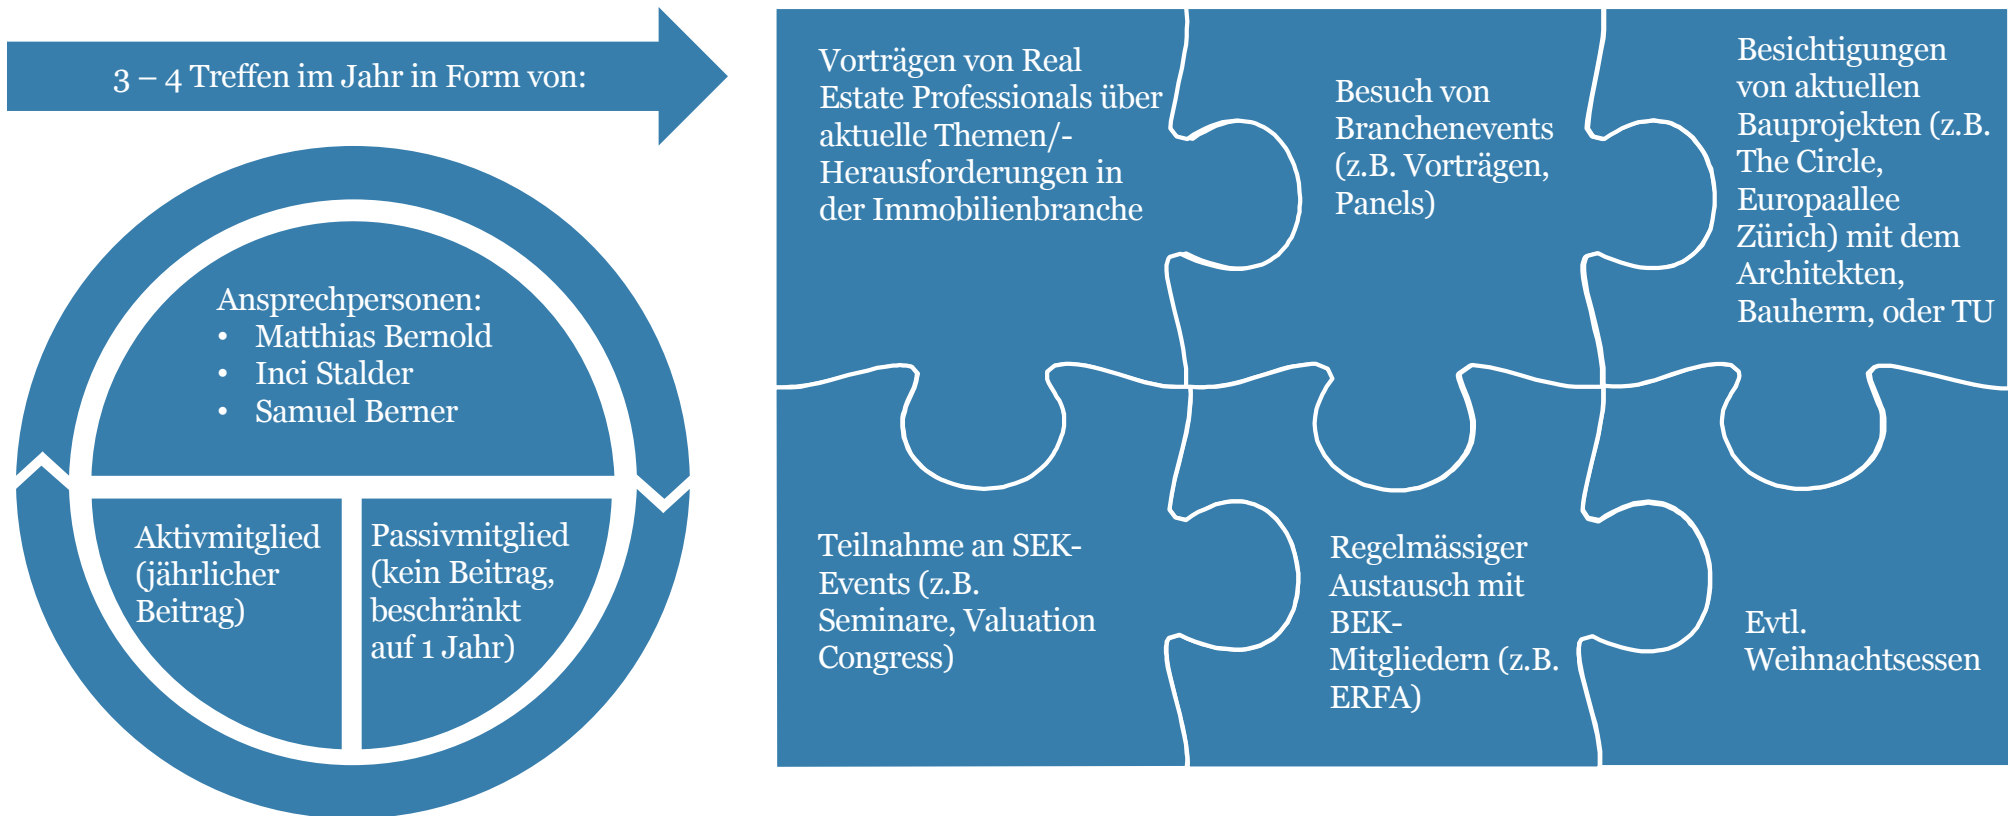 3 – 4 Treffen im Jahr in Form von:
Ansprechpersonen:
• Matthias Bernold
• Inci Stalder
• Samuel Berner
Aktivmitglied
(jährlicher
Beitrag)
Passivmitglied
(kein Beitrag,
beschränkt
auf 1 Jahr)
Vorträgen von Real
Estate Professionals über
aktuelle Themen/-
Herausforderungen in
der Immobilienbranche
Besuch von
Branchenevents
(z.B. Vorträgen,
Panels)
Besichtigungen
von aktuellen
Bauprojekten (z.B.
The Circle,
Europaallee
Zürich) mit dem
Architekten,
Bauherrn, oder TU
Teilnahme an SEK-
Events (z.B.
Seminare, Valuation
Congress)
Regelmässiger
Austausch mit
BEK-
Mitgliedern (z.B.
ERFA)
Evtl.
Weihnachtsessen